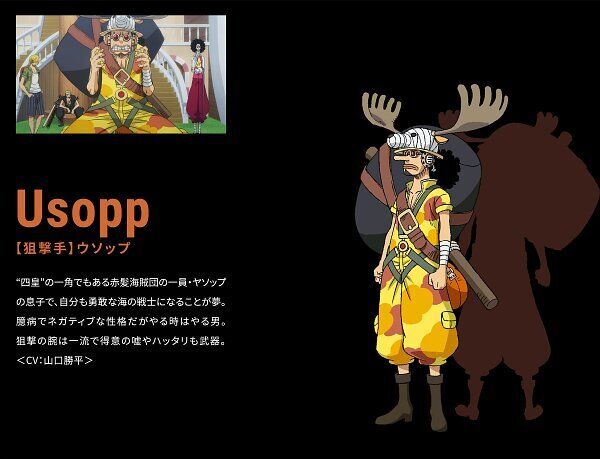 Usopp
【狙撃手】ウソップ
“四皇”の一角でもある赤髪海賊団の一員・ヤソップ
の息子で、自分も勇敢な海の戦士になることが夢。
臆病でネガティブな性格だがやる時はやる男。
狙撃の腕は一流で得意の嘘やハッタリも武器。
＜CV：山口勝平＞